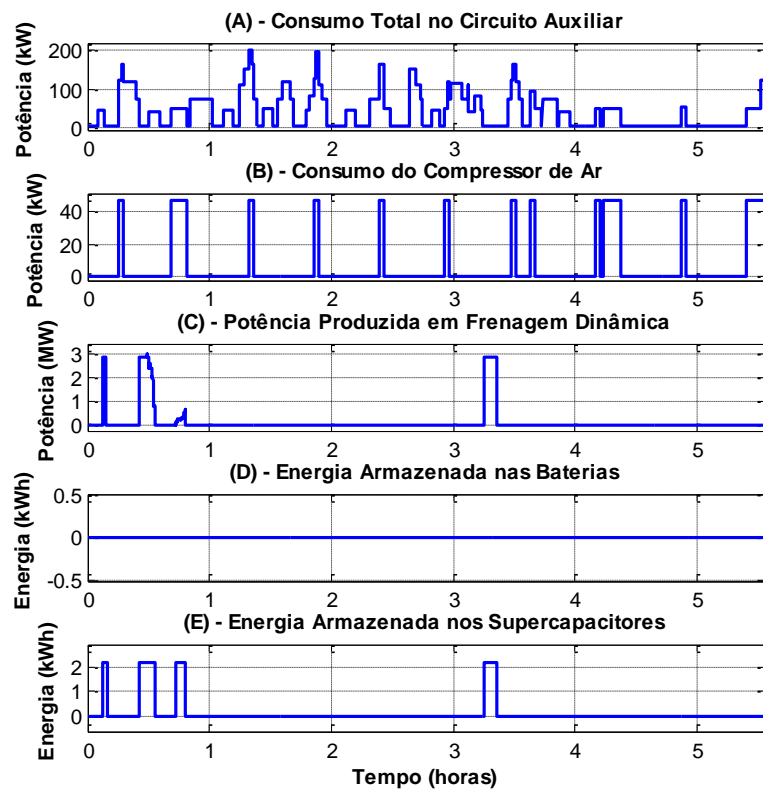 (A) - Consumo Total no Circuito Auxiliar
Potência (kW)
200
100
0
0 1 2 3 4 5
(B) - Consumo do Compressor de Ar
Potência (kW)
40
20
0
0 1 2 3 4 5
(C) - Potência Produzida em Frenagem Dinâmica
Potência (MW)
3
2
1
0
0 1 2 3 4 5
(D) - Energia Armazenada nas Baterias
Energia (kWh)
0.5
0
-0.5
0 1 2 3 4 5
(E) - Energia Armazenada nos Supercapacitores
Energia (kWh)
2
1
0
0 1 2 3 4 5
Tempo (horas)